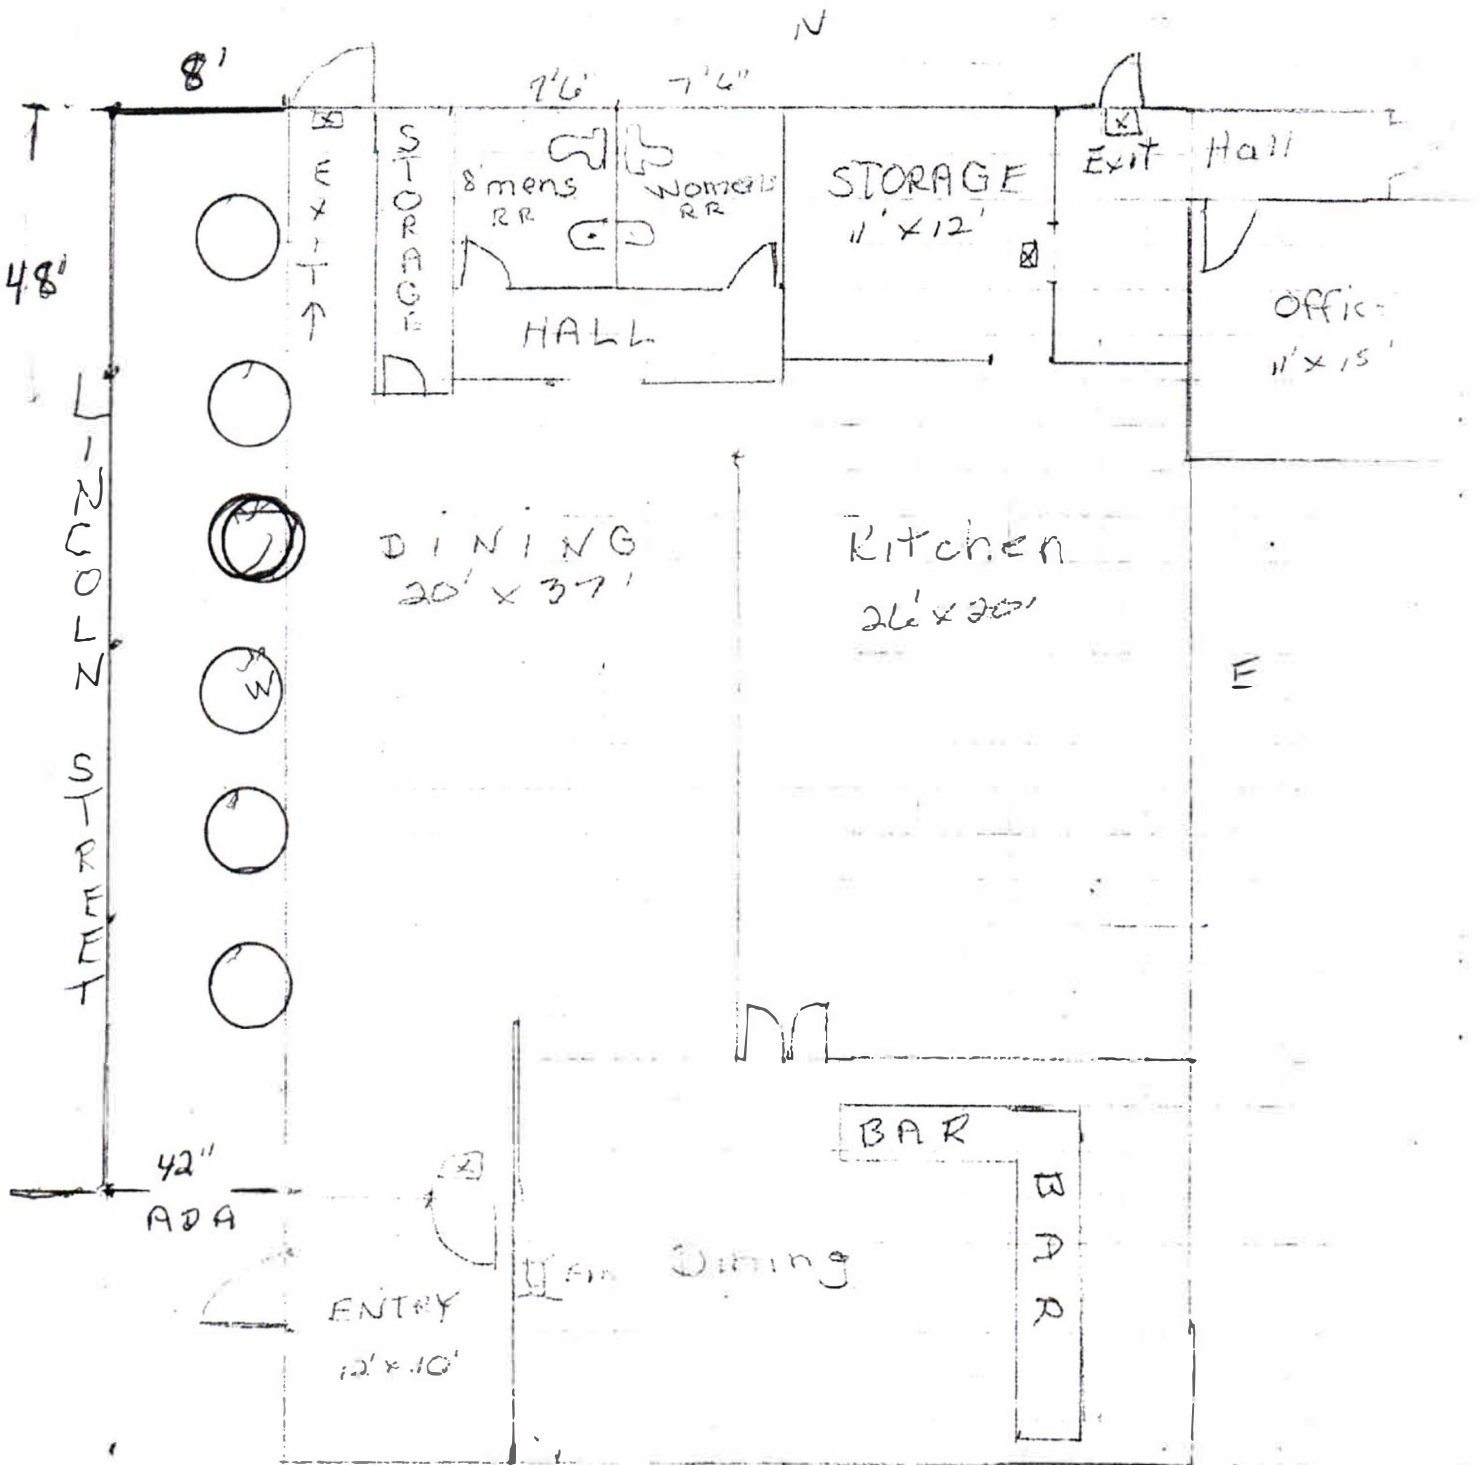 N
8'
7'6"
7'6"
48'
EXIT
STORAGE
8' mens
RR
Womens
RR
STORAGE
11' X 12'
Exit
Hall
HALL
Offic
11' X 15'
LINCOLN STREET
DINING
20' X 37'
Kitchen
26' X 20'
W
E
BAR
BAR
42"
ADA
Dining
ENTRY
12' X 10'